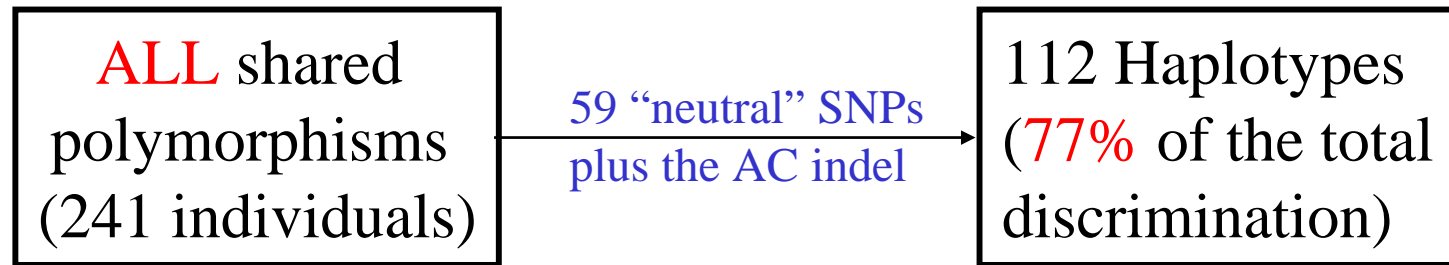 ALL shared
polymorphisms
(241 individuals)
59 “neutral” SNPs
plus the AC indel
112 Haplotypes
(77% of the total
discrimination)